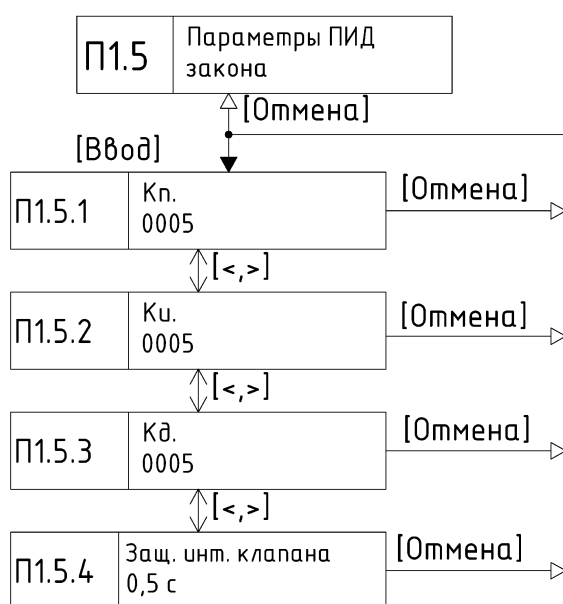 П1.5
Параметры ПИД
закона
[Отмена]
[Ввод]
П1.5.1
Кп.
0005
[Отмена]
[<,>]
П1.5.2
Ки.
0005
[Отмена]
[<,>]
П1.5.3
Кд.
0005
[Отмена]
[<,>]
П1.5.4
Защ. инт. клапана
0,5 с
[Отмена]